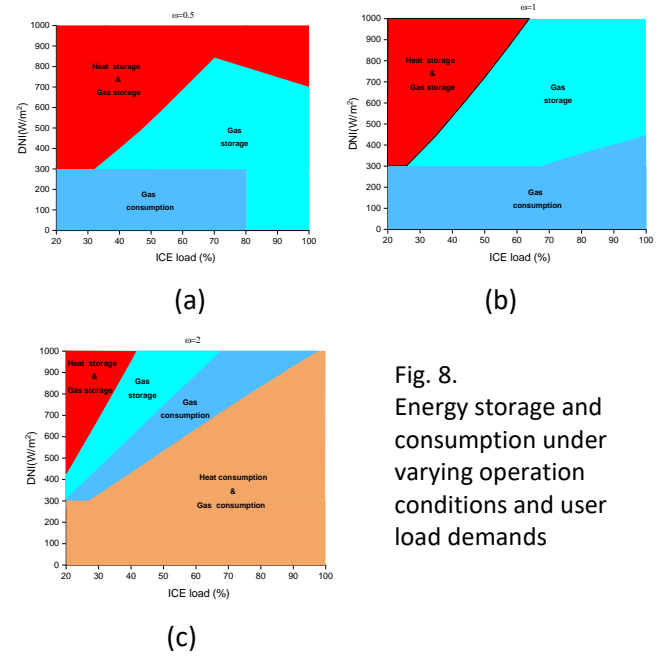 ω=0.5
1000
900
800
700
600
500
400
300
200
100
0
DNI(W/m²)
Heat storage
&
Gas storage
Gas
storage
Gas
consumption
20 30 40 50 60 70 80 90 100
ICE load (%)
(a)
ω=1
1000
900
800
700
600
500
400
300
200
100
0
DNI(W/m²)
Heat storage
&
Gas storage
Gas
storage
Gas
consumption
20 30 40 50 60 70 80 90 100
ICE load (%)
(b)
ω=2
1000
900
800
700
600
500
400
300
200
100
0
DNI(W/m²)
Heat storage
&
Gas storage
Gas
storage
Gas
consumption
Heat consumption
&
Gas consumption
20 30 40 50 60 70 80 90 100
ICE load (%)
(c)
Fig. 8.
Energy storage and
consumption under
varying operation
conditions and user
load demands